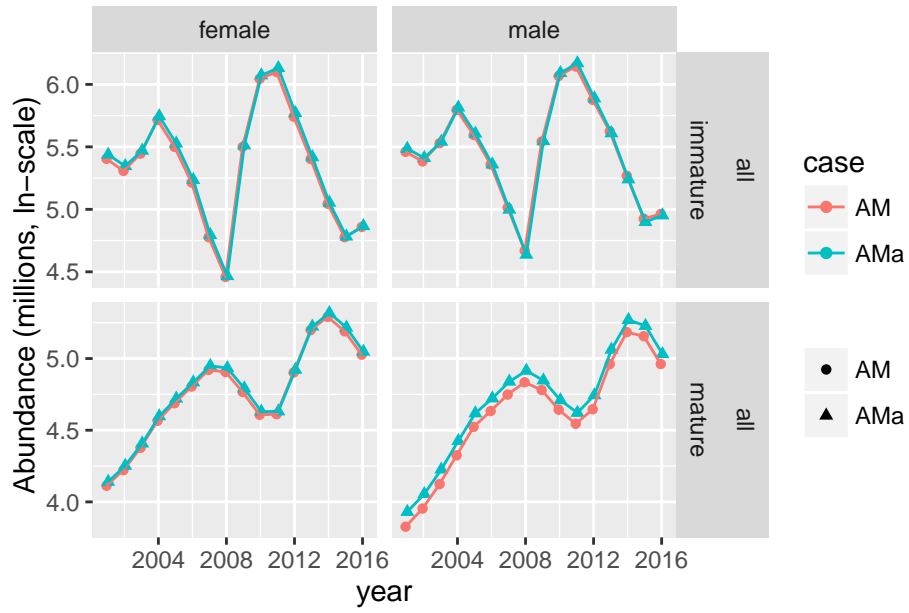 female
male
Abundance (millions, ln−scale)
6.0
5.5
5.0
4.5
immature
all
5.0
4.5
4.0
mature
all
2004
2008
2012
2016
2004
2008
2012
2016
year
case
AM
AMa
AM
AMa